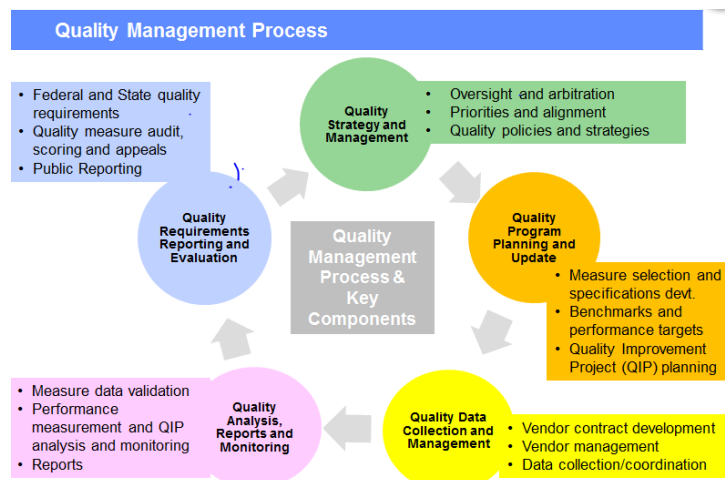 Quality Management Process
• Federal and State quality
requirements
• Quality measure audit,
scoring and appeals
• Public Reporting
Quality
Strategy and
Management
• Oversight and arbitration
• Priorities and alignment
• Quality policies and strategies
Quality
Requirements
Reporting and
Evaluation
Quality
Management
Process &
Key
Components
Quality
Program
Planning and
Update
• Measure selection and
specifications devt.
• Benchmarks and
performance targets
• Quality Improvement
Project (QIP) planning
• Measure data validation
• Performance
measurement and QIP
analysis and monitoring
• Reports
Quality
Analysis,
Reports and
Monitoring
Quality Data
Collection and
Management
• Vendor contract development
• Vendor management
• Data collection/coordination